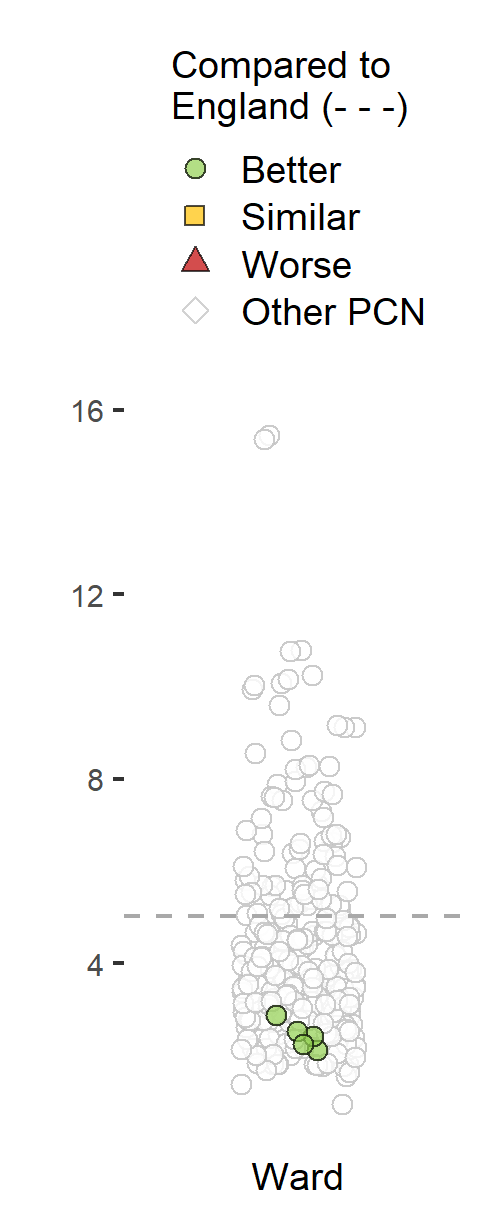 Compared to
England (- - -)
Better
Similar
Worse
Other PCN
16
12
8
4
Ward